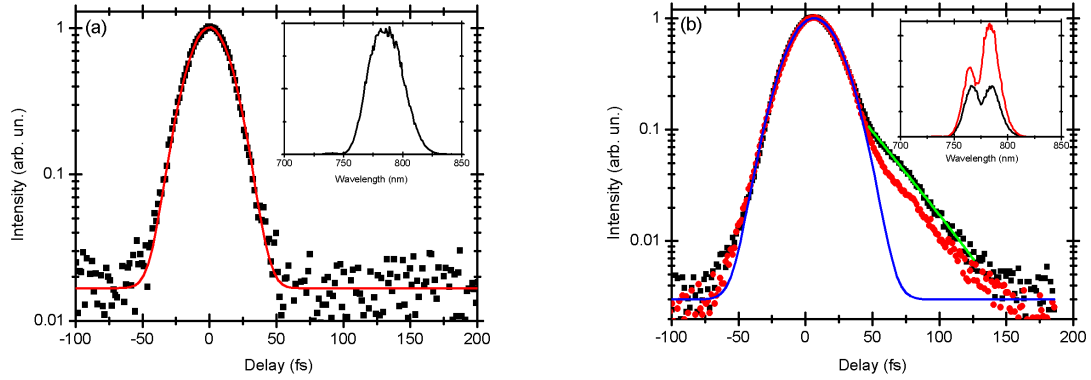 (a)
1
0.1
0.01
Intensity (arb. un.)
-100 -50 0 50 100 150 200
Delay (fs)
700 750 800 850
Wavelength (nm)
(b)
1
0.1
0.01
Intensity (arb. un.)
-100 -50 0 50 100 150 200
Delay (fs)
700 750 800 850
Wavelength (nm)